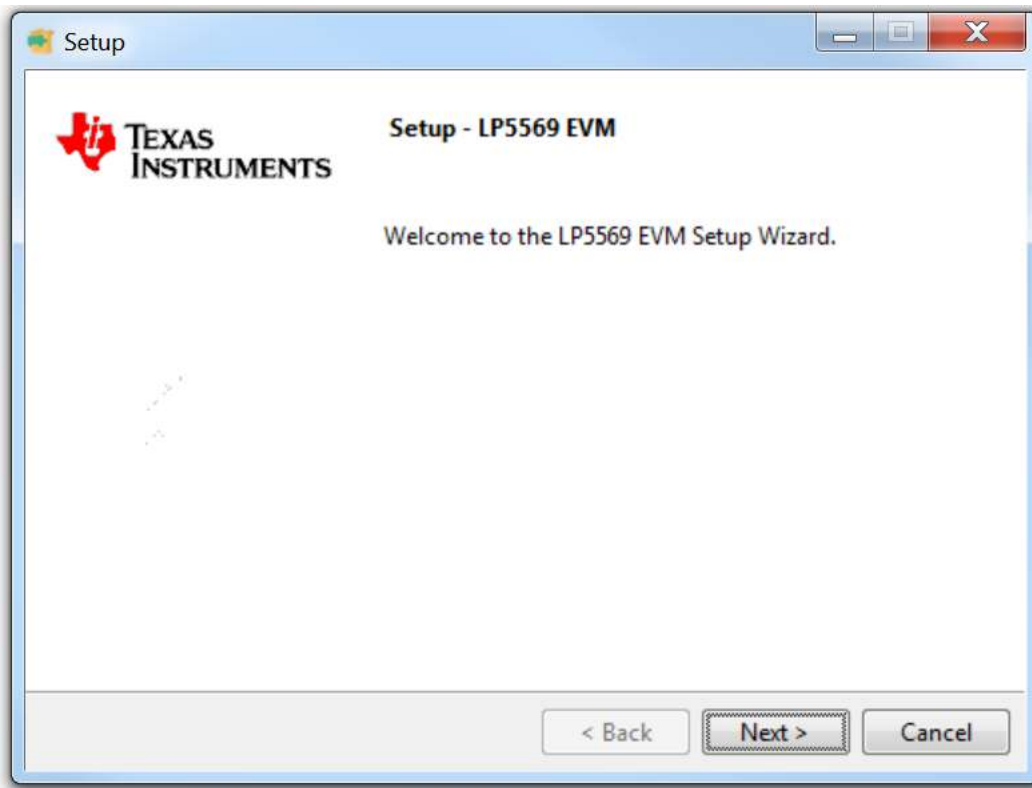 Setup
TEXAS
INSTRUMENTS
Setup - LP5569 EVM
Welcome to the LP5569 EVM Setup Wizard.
< Back
Next >
Cancel